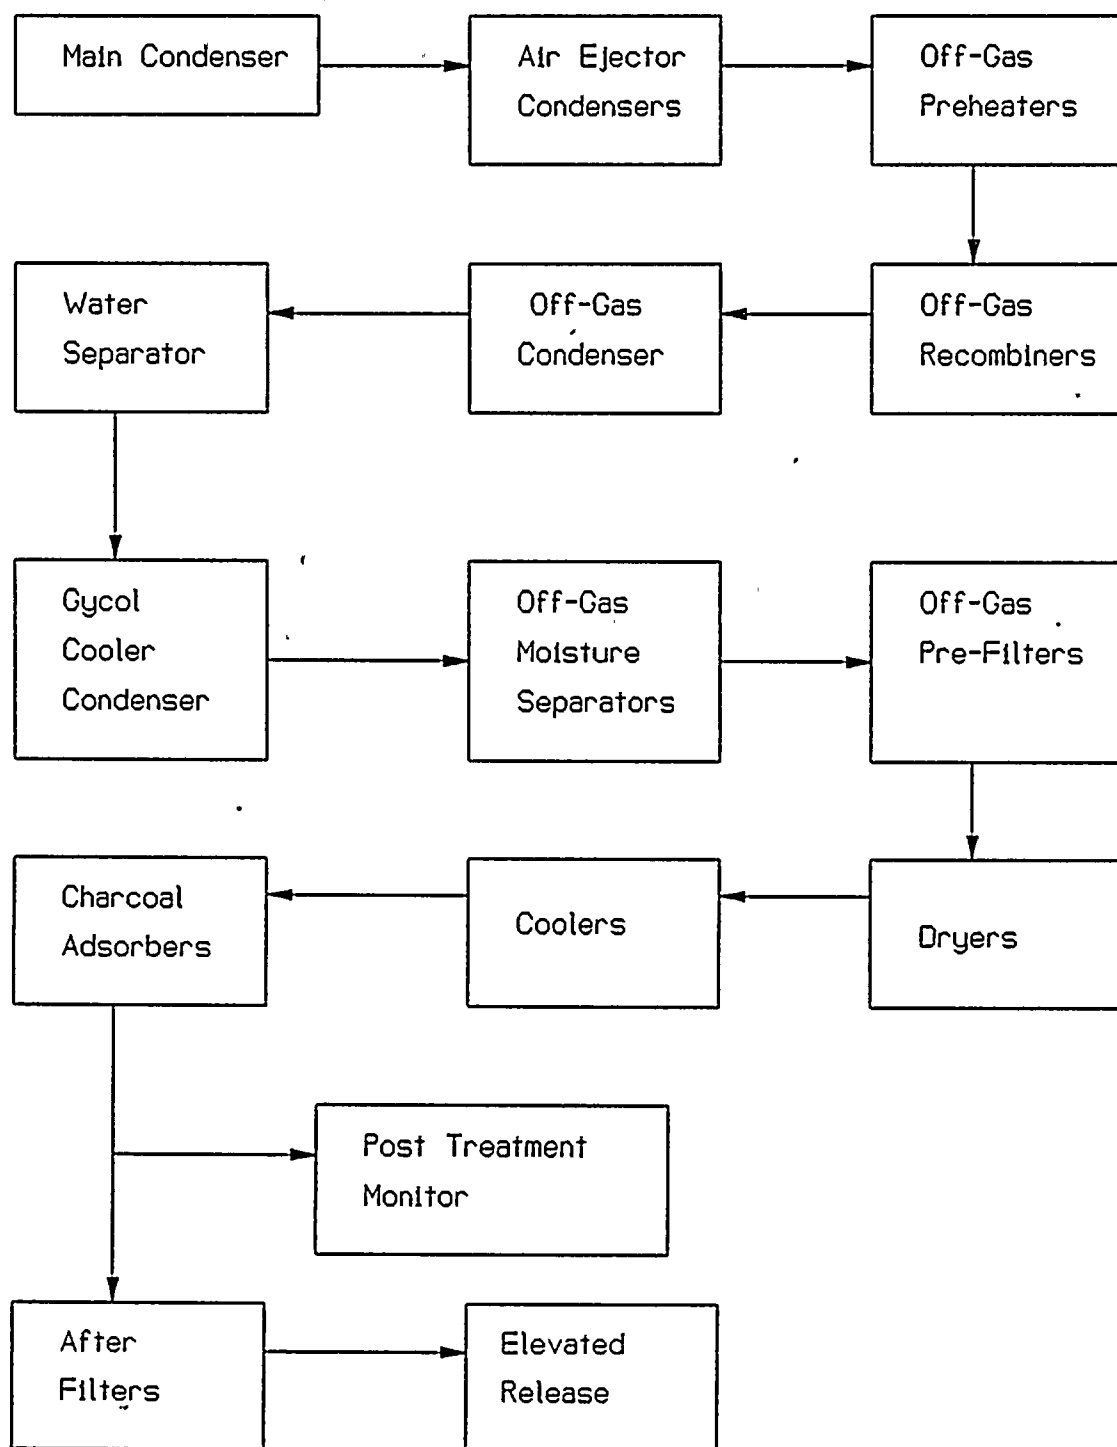 Main Condenser
Air Ejector
Condensers
Off-Gas
Preheaters
Water
Separator
Off-Gas
Condenser
Off-Gas
Recombiners
Gycol
Cooler
Condenser
Off-Gas
Moisture
Separators
Off-Gas
Pre-Filters
Charcoal
Adsorbers
Coolers
Dryers
Post Treatment
Monitor
After
Filters
Elevated
Release